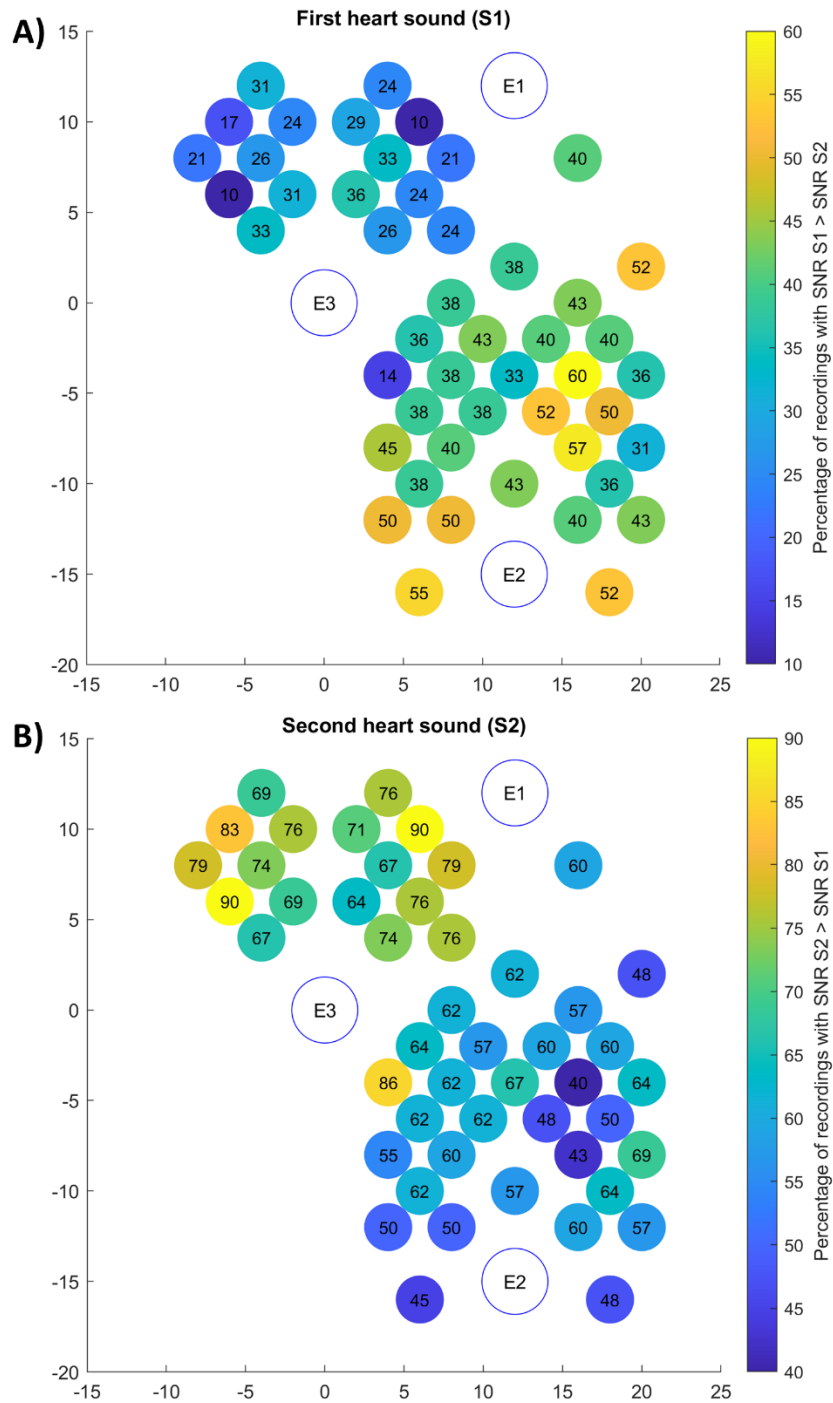 A)
First heart sound (S1)
15
10
5
0
-5
-10
-15
-20
-15 -10 -5 0 5 10 15 20 25
31 24 E1
17 24 29 10
21 26 33 21 40
10 31 36 24
33 26 24
38 52
E3 38 43
36 43 40 40
14 38 33 60 36
38 38 52 50
45 40 57 31
38 43 36
50 50 40 43
E2
55 52
60
55
50
45
40
35
30
25
20
15
10
Percentage of recordings with SNR S1 > SNR S2
B)
Second heart sound (S2)
15
10
5
0
-5
-10
-15
-20
-15 -10 -5 0 5 10 15 20 25
69 76 E1
83 76 71 90
79 74 67 79 60
90 69 64 76
67 74 76
62 48
E3 62 57
64 57 60 60
86 62 67 40 64
62 62 48 50
55 60 43 69
62 57 64
50 50 60 57
E2
45 48
90
85
80
75
70
65
60
55
50
45
40
Percentage of recordings with SNR S2 > SNR S1